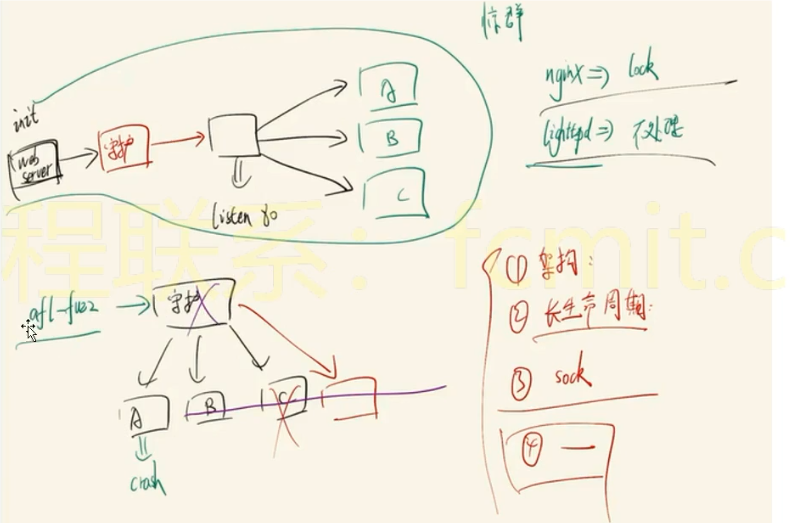 惊群
nginx => lock
lighttpd => 不处理
init
web server
守护
A
B
C
listen 80
程联系： fcmit.c
afl-fuzz
守护
A
B
C
crash
① 架构:
② 长生命周期:
③ sock
④ —